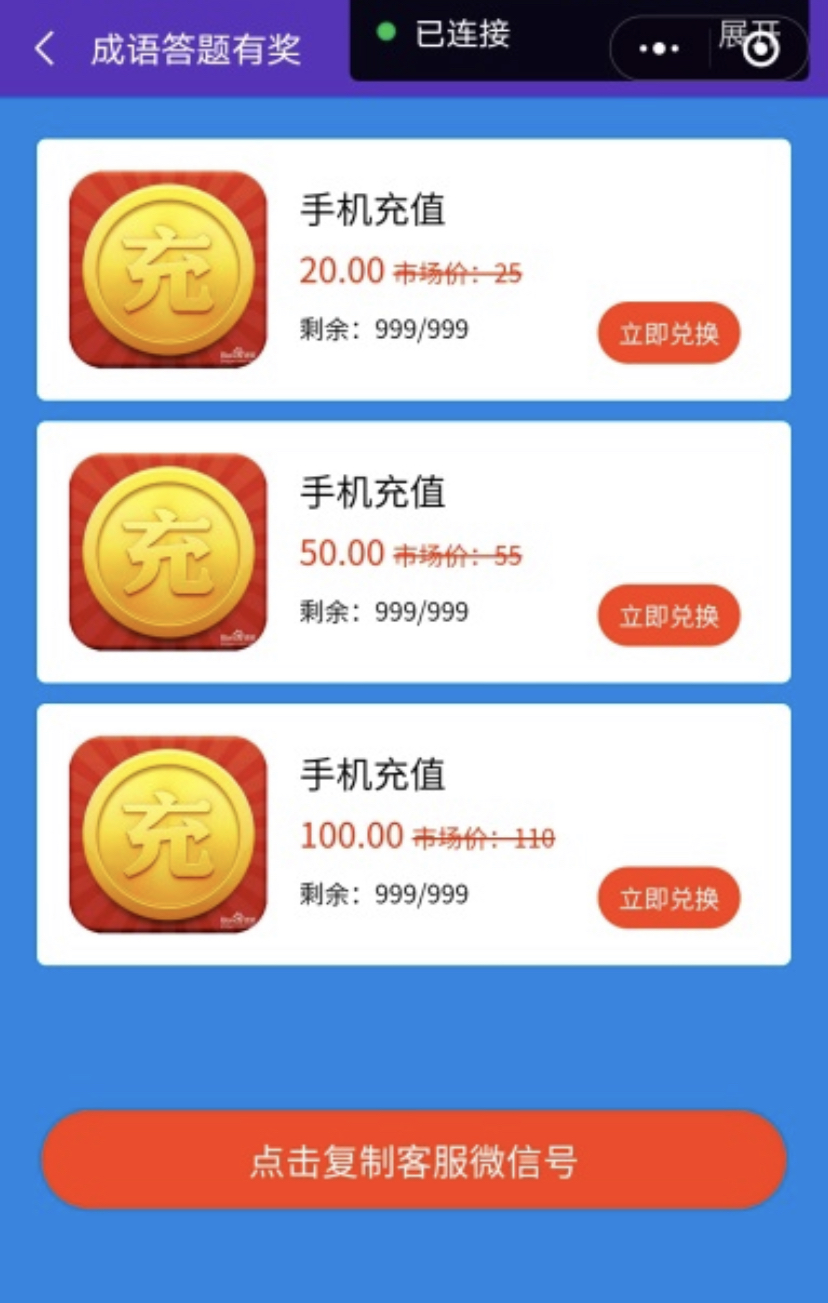 成语答题有奖
已连接
展开
充
手机充值
20.00 市场价：25
剩余：999/999
立即兑换
充
手机充值
50.00 市场价：55
剩余：999/999
立即兑换
充
手机充值
100.00 市场价：110
剩余：999/999
立即兑换
点击复制客服微信号